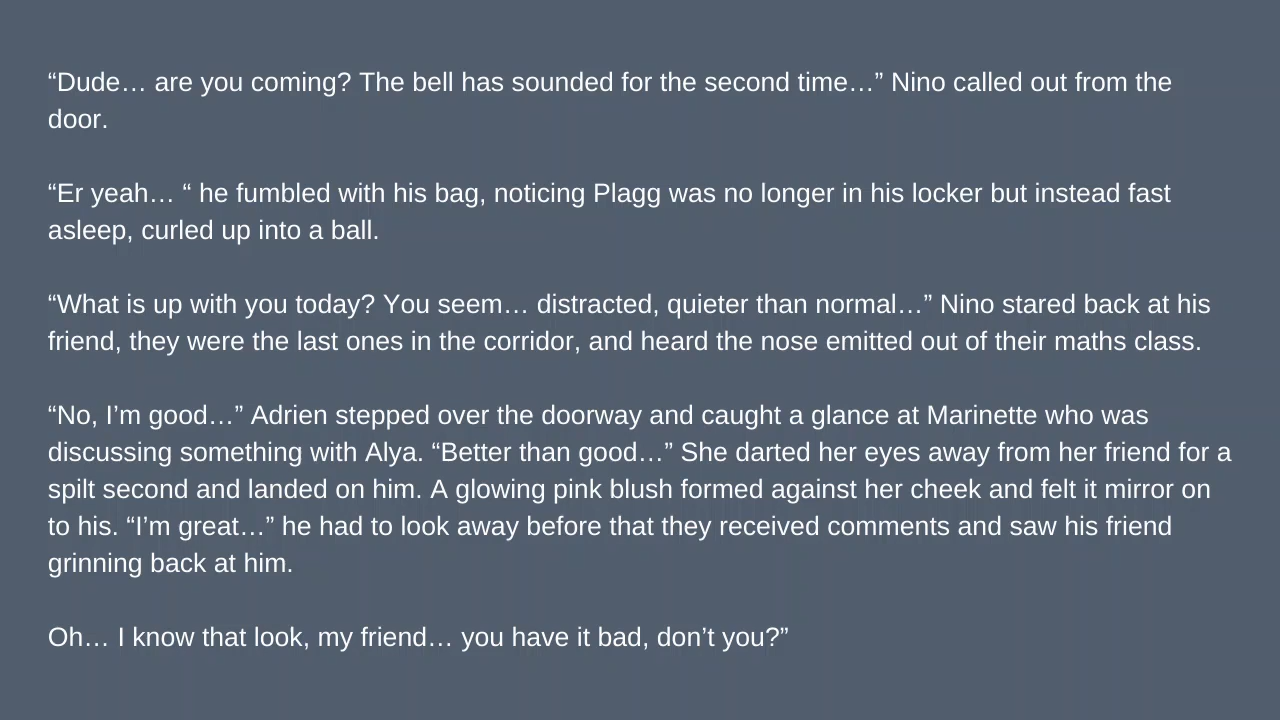 “Dude… are you coming? The bell has sounded for the second time…” Nino called out from the
door.
“Er yeah… “ he fumbled with his bag, noticing Plagg was no longer in his locker but instead fast
asleep, curled up into a ball.
“What is up with you today? You seem… distracted, quieter than normal…” Nino stared back at his
friend, they were the last ones in the corridor, and heard the nose emitted out of their maths class.
“No, I’m good…” Adrien stepped over the doorway and caught a glance at Marinette who was
discussing something with Alya. “Better than good…” She darted her eyes away from her friend for a
spilt second and landed on him. A glowing pink blush formed against her cheek and felt it mirror on
to his. “I’m great…” he had to look away before that they received comments and saw his friend
grinning back at him.
Oh… I know that look, my friend… you have it bad, don’t you?”